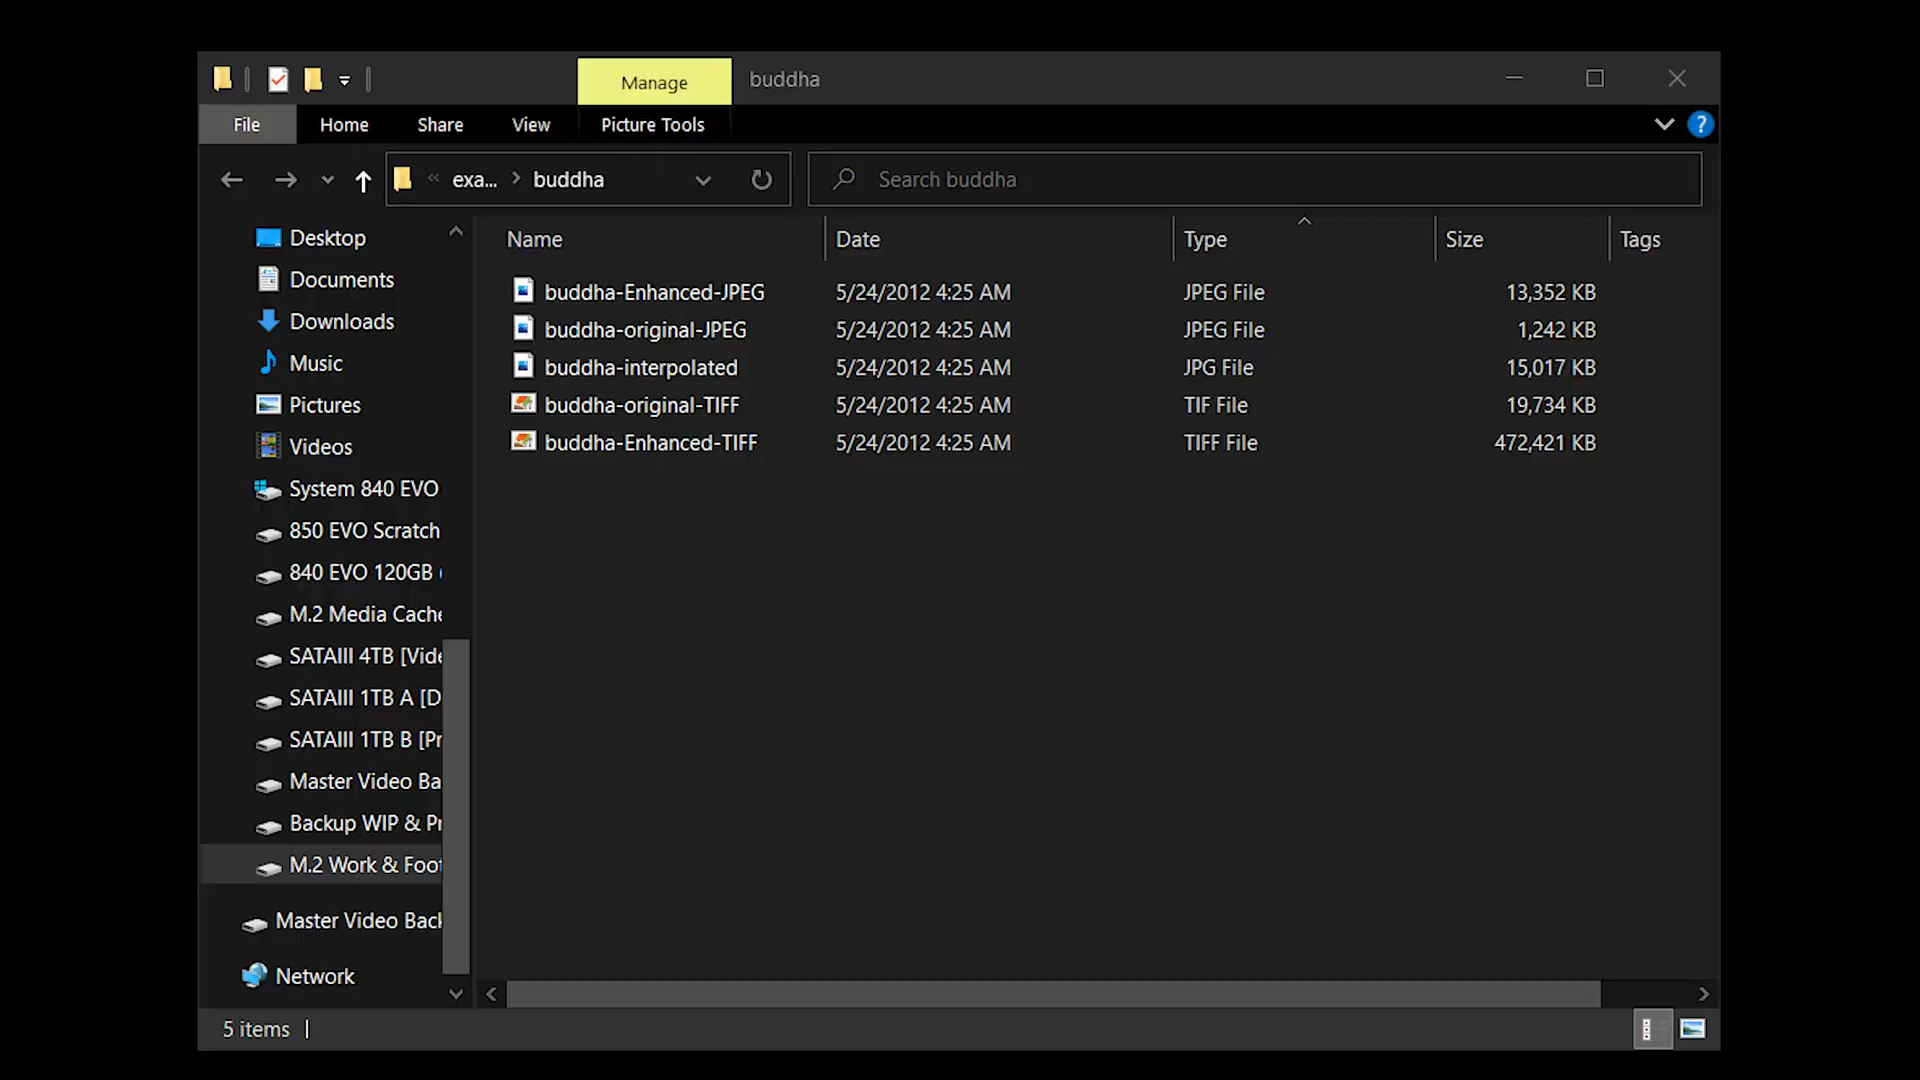 Manage
buddha
File
Home
Share
View
Picture Tools
?
« exa... > buddha
Search buddha
Desktop
Documents
Downloads
Music
Pictures
Videos
System 840 EVO
850 EVO Scratch
840 EVO 120GB
M.2 Media Cache
SATAIII 4TB [Vide
SATAIII 1TB A [D
SATAIII 1TB B [Pr
Master Video Ba
Backup WIP & Pr
M.2 Work & Foot
Master Video Back
Network
Name Date Type Size Tags
buddha-Enhanced-JPEG 5/24/2012 4:25 AM JPEG File 13,352 KB
buddha-original-JPEG 5/24/2012 4:25 AM JPEG File 1,242 KB
buddha-interpolated 5/24/2012 4:25 AM JPG File 15,017 KB
buddha-original-TIFF 5/24/2012 4:25 AM TIF File 19,734 KB
buddha-Enhanced-TIFF 5/24/2012 4:25 AM TIFF File 472,421 KB
5 items